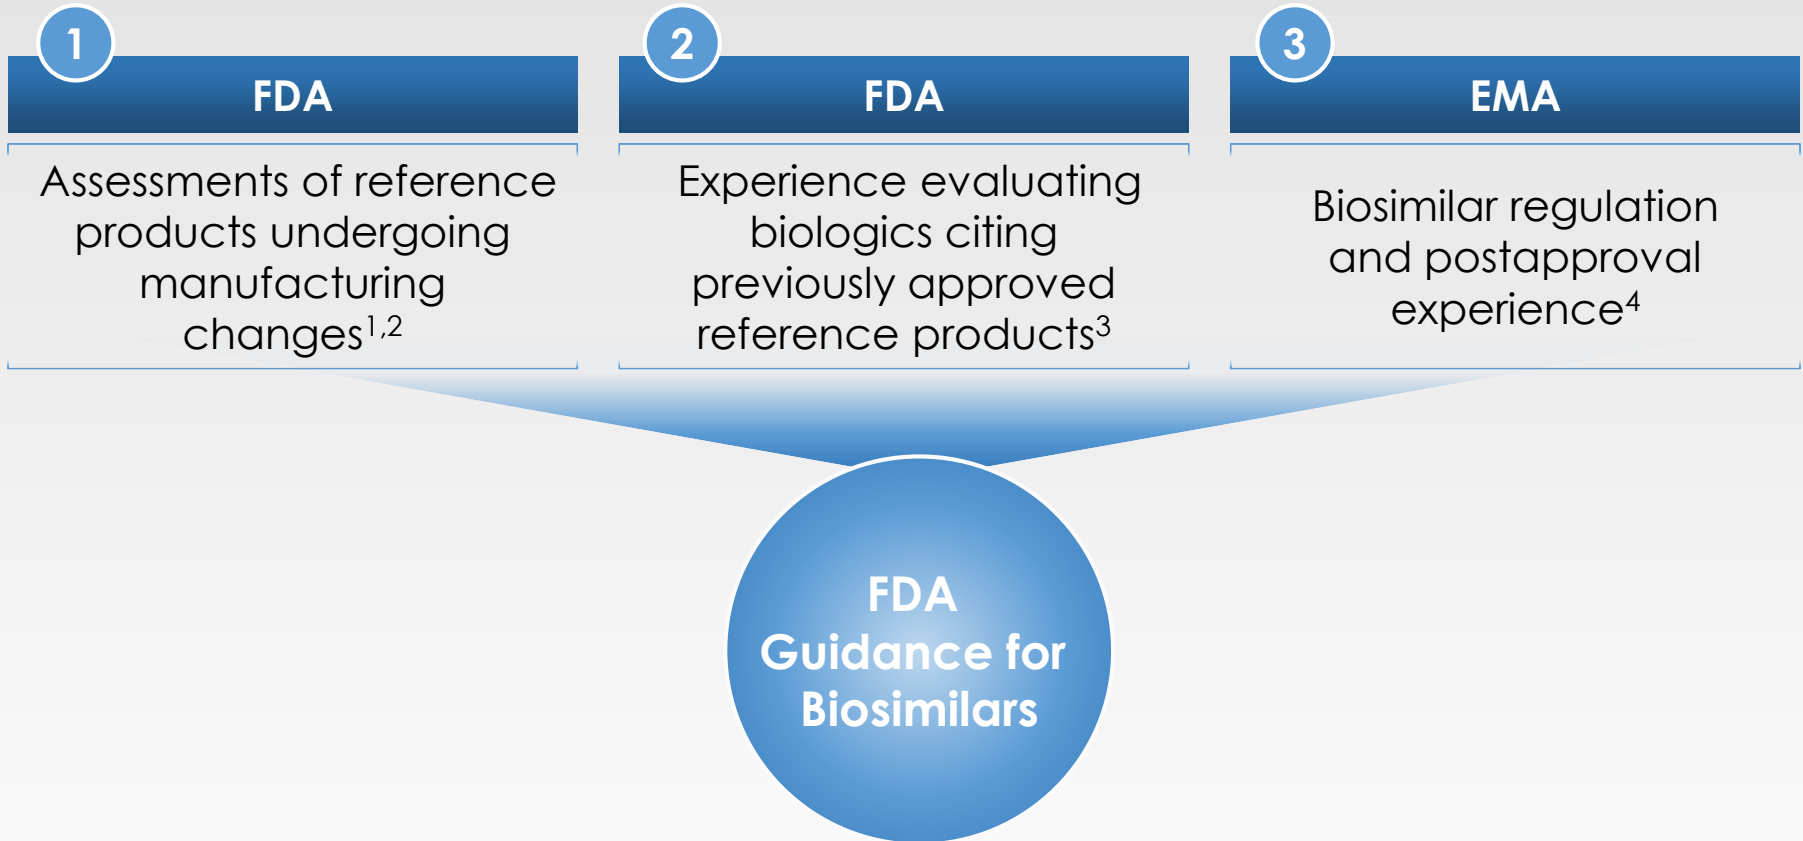 1
FDA
Assessments of reference
products undergoing
manufacturing
changes1,2
2
FDA
Experience evaluating
biologics citing
previously approved
reference products3
3
EMA
Biosimilar regulation
and postapproval
experience4
FDA
Guidance for
Biosimilars